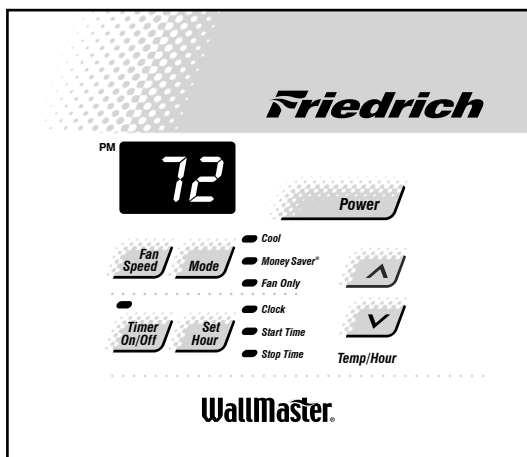 Friedrich
PM
72
Power
Fan
Speed
Mode
Cool
Money Saver®
Fan Only
Timer
On/Off
Set
Hour
Clock
Start Time
Stop Time
Temp/Hour
WallMaster®